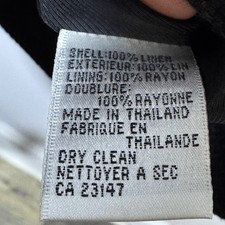 SHELL:100% LINEN
EXTERIEUR:100% LIN
LINING:100% RAYON
DOUBLURE:
100% RAYONNE
MADE IN THAILAND
FABRIQUE EN
THAILANDE
DRY CLEAN
NETTOYER A SEC
CA 23147